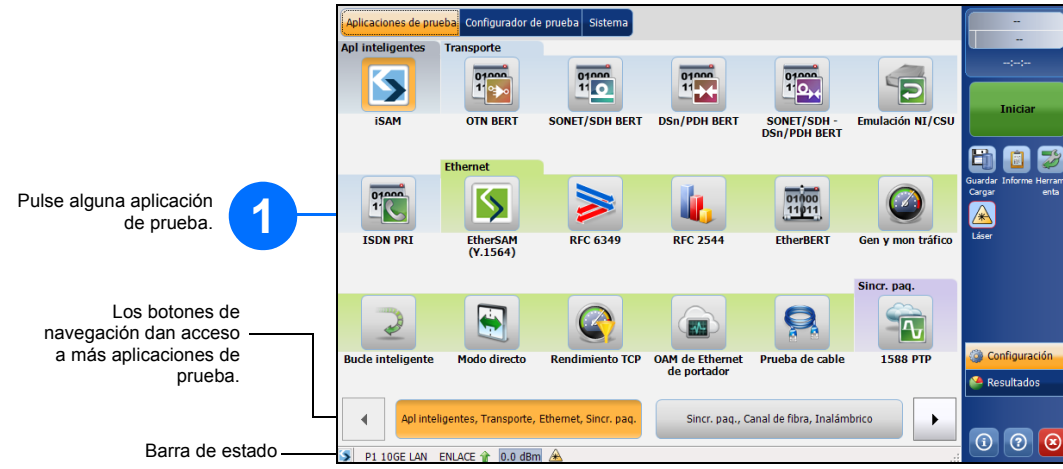 Aplicaciones de prueba Configurador de prueba Sistema
Apl inteligentes Transporte
iSAM OTN BERT SONET/SDH BERT DSn/PDH BERT SONET/SDH - DSn/PDH BERT Emulación NI/CSU
Ethernet
ISDN PRI EtherSAM (Y.1564) RFC 6349 RFC 2544 EtherBERT Gen y mon tráfico
Sincr. paq.
Bucle inteligente Modo directo Rendimiento TCP OAM de Ethernet de portador Prueba de cable 1588 PTP
Apl inteligentes, Transporte, Ethernet, Sincr. paq. Sincr. paq., Canal de fibra, Inalámbrico
P1 10GE LAN ENLACE 0.0 dBm
--
--
--:--:--
Iniciar
Guardar Cargar Informe Herram enta
Láser
Configuración
Resultados
Pulse alguna aplicación
de prueba.
1
Los botones de
navegación dan acceso
a más aplicaciones de
prueba.
Barra de estado